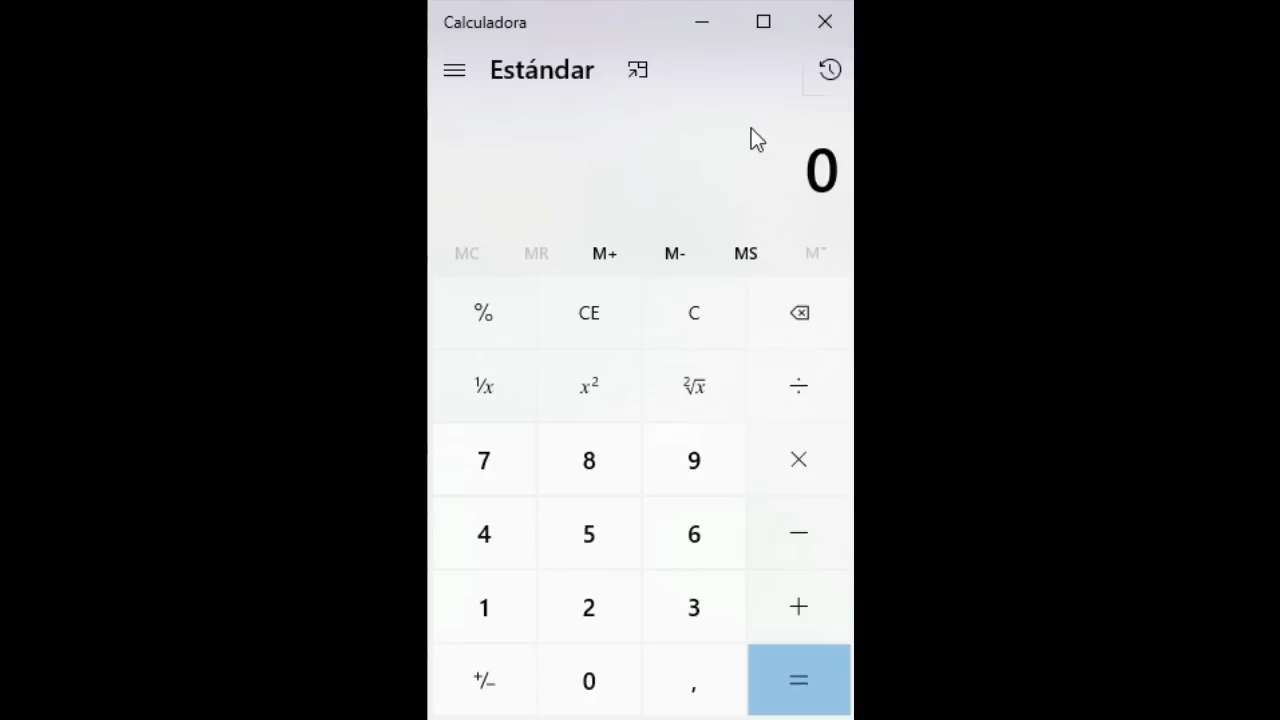 Calculadora
Estándar
0
MC MR M+ M- MS M˅
% CE C
¹/x x² ²√x ÷
7 8 9 ×
4 5 6 −
1 2 3 +
+/− 0 , =